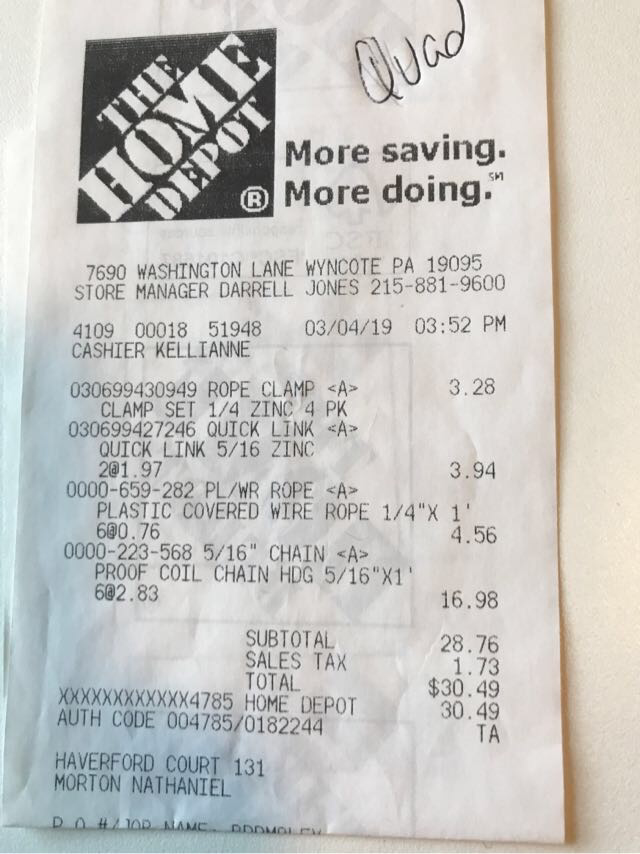 Quad
THE
HOME
DEPOT
®
More saving.
More doing.℠
7690 WASHINGTON LANE WYNCOTE PA 19095
STORE MANAGER DARRELL JONES 215-881-9600
4109 00018 51948 03/04/19 03:52 PM
CASHIER KELLIANNE
030699430949 ROPE CLAMP <A> 3.28
CLAMP SET 1/4 ZINC 4 PK
030699427246 QUICK LINK <A>
QUICK LINK 5/16 ZINC
2@1.97 3.94
0000-659-282 PL/WR ROPE <A>
PLASTIC COVERED WIRE ROPE 1/4"X 1'
6@0.76 4.56
0000-223-568 5/16" CHAIN <A>
PROOF COIL CHAIN HDG 5/16"X1'
6@2.83 16.98
SUBTOTAL 28.76
SALES TAX 1.73
TOTAL $30.49
XXXXXXXXXXXX4785 HOME DEPOT 30.49
AUTH CODE 004785/0182244 TA
HAVERFORD COURT 131
MORTON NATHANIEL
P.O.#/JOB NAME: